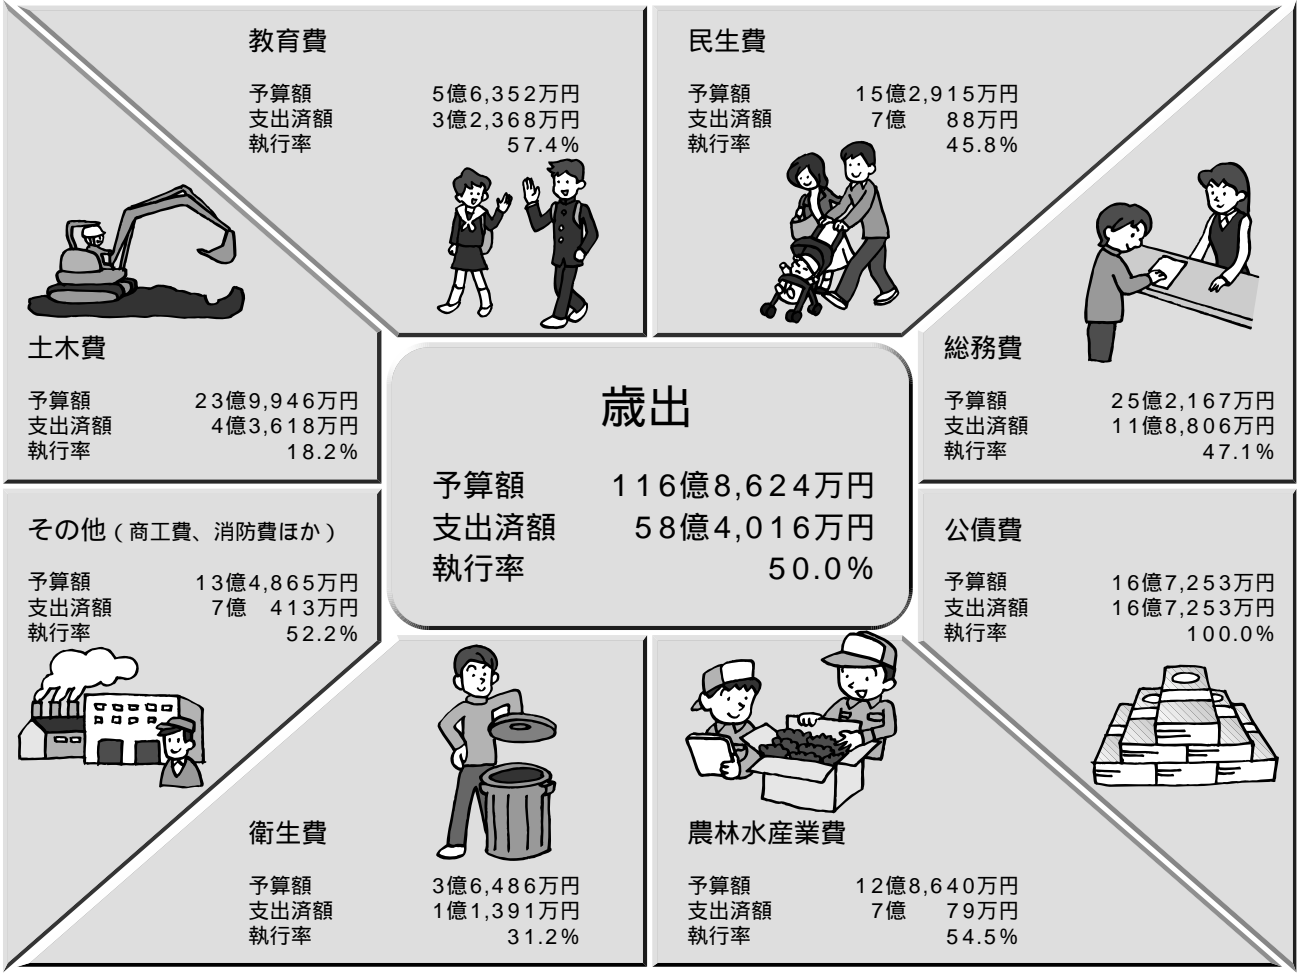 教育費
予算額 5億6,352万円
支出済額 3億2,368万円
執行率 57.4%
民生費
予算額 15億2,915万円
支出済額 7億 88万円
執行率 45.8%
土木費
予算額 23億9,946万円
支出済額 4億3,618万円
執行率 18.2%
歳出
予算額 116億8,624万円
支出済額 58億4,016万円
執行率 50.0%
総務費
予算額 25億2,167万円
支出済額 11億8,806万円
執行率 47.1%
その他(商工費、消防費ほか)
予算額 13億4,865万円
支出済額 7億 413万円
執行率 52.2%
公債費
予算額 16億7,253万円
支出済額 16億7,253万円
執行率 100.0%
衛生費
予算額 3億6,486万円
支出済額 1億1,391万円
執行率 31.2%
農林水産業費
予算額 12億8,640万円
支出済額 7億 79万円
執行率 54.5%